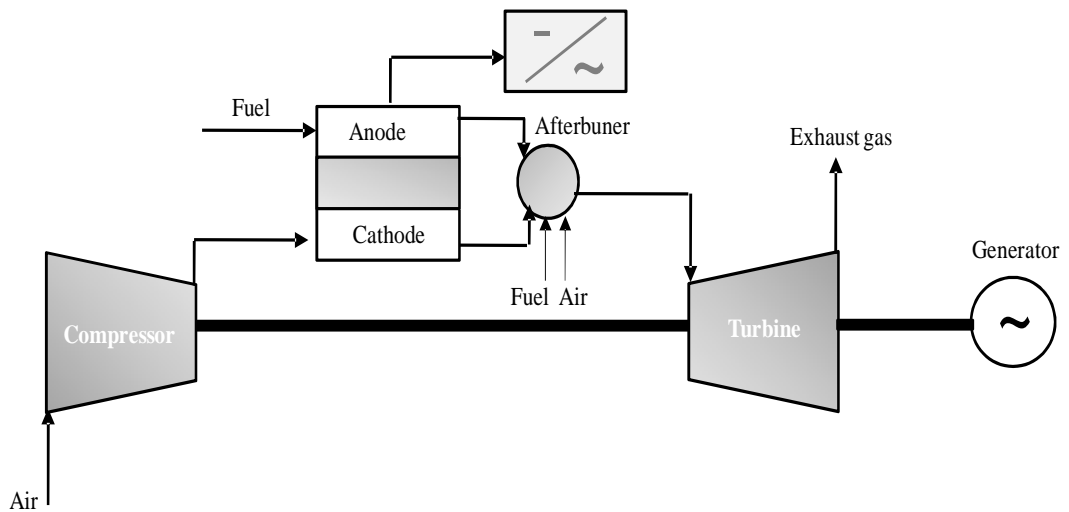 Fuel
Anode
Afterbuner
Exhaust gas
Cathode
Generator
Fuel Air
Compressor
Turbine
~
Air